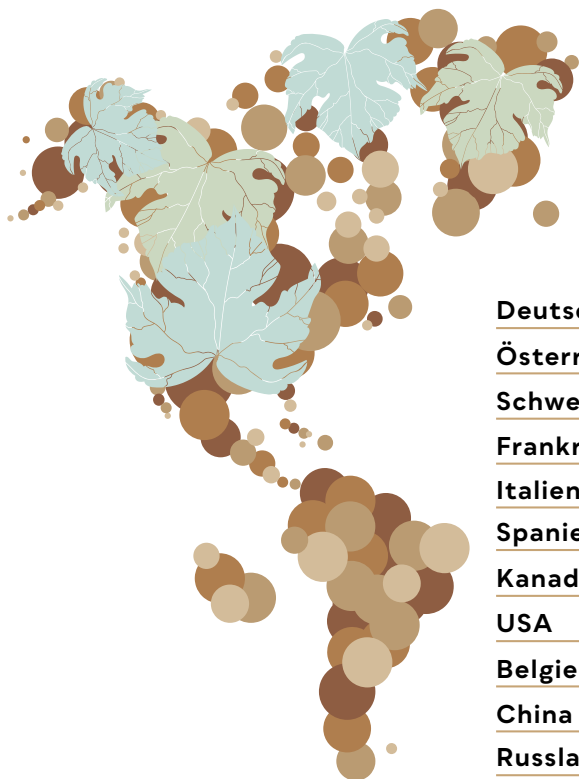 Deutsc
Österr
Schwe
Frankr
Italien
Spanie
Kanad
USA
Belgie
China
Russla